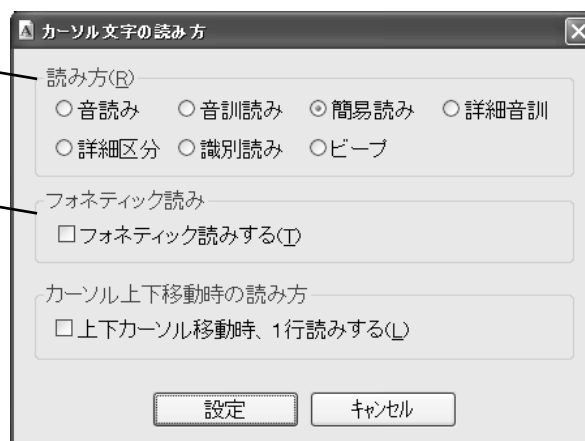 カーソル文字の読み方
読み方(R)
音読み 音訓読み 簡易読み 詳細音訓
詳細区分 識別読み ビープ
フォネティック読み
フォネティック読みする(T)
カーソル上下移動時の読み方
上下カーソル移動時、1行読みする(L)
設定 キャンセル